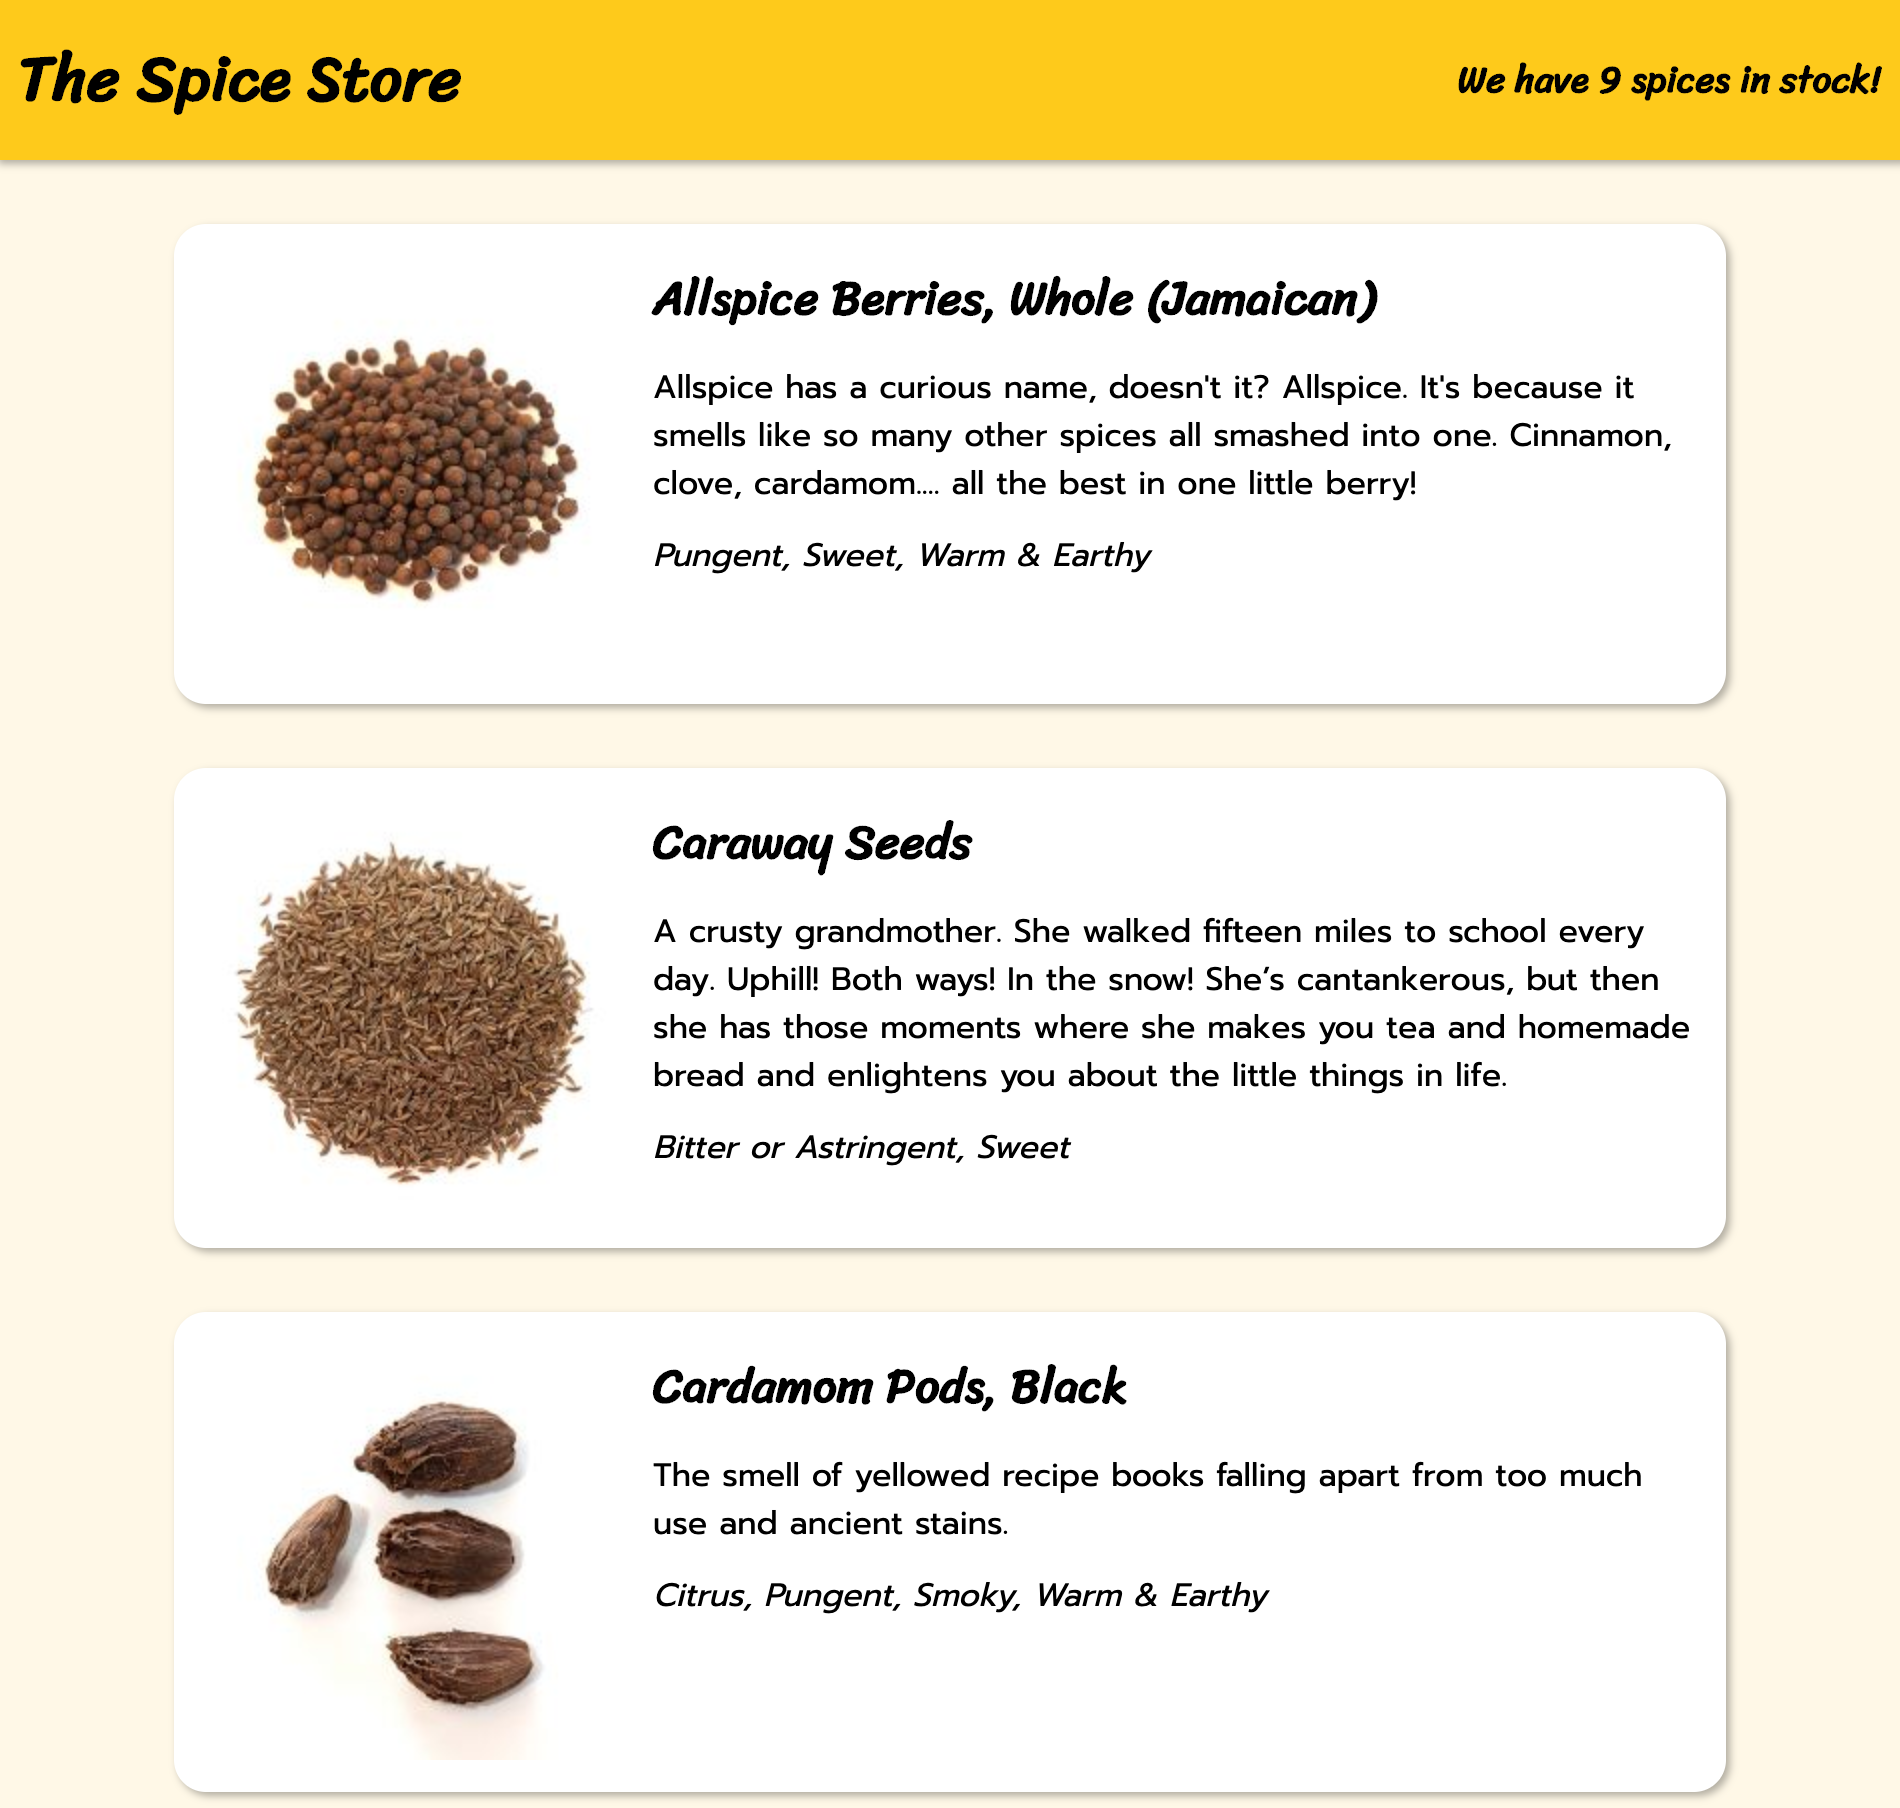 The Spice Store
We have 9 spices in stock!
Allspice Berries, Whole (Jamaican)
Allspice has a curious name, doesn't it? Allspice. It's because it
smells like so many other spices all smashed into one. Cinnamon,
clove, cardamom.... all the best in one little berry!
Pungent, Sweet, Warm & Earthy
Caraway Seeds
A crusty grandmother. She walked fifteen miles to school every
day. Uphill! Both ways! In the snow! She’s cantankerous, but then
she has those moments where she makes you tea and homemade
bread and enlightens you about the little things in life.
Bitter or Astringent, Sweet
Cardamom Pods, Black
The smell of yellowed recipe books falling apart from too much
use and ancient stains.
Citrus, Pungent, Smoky, Warm & Earthy